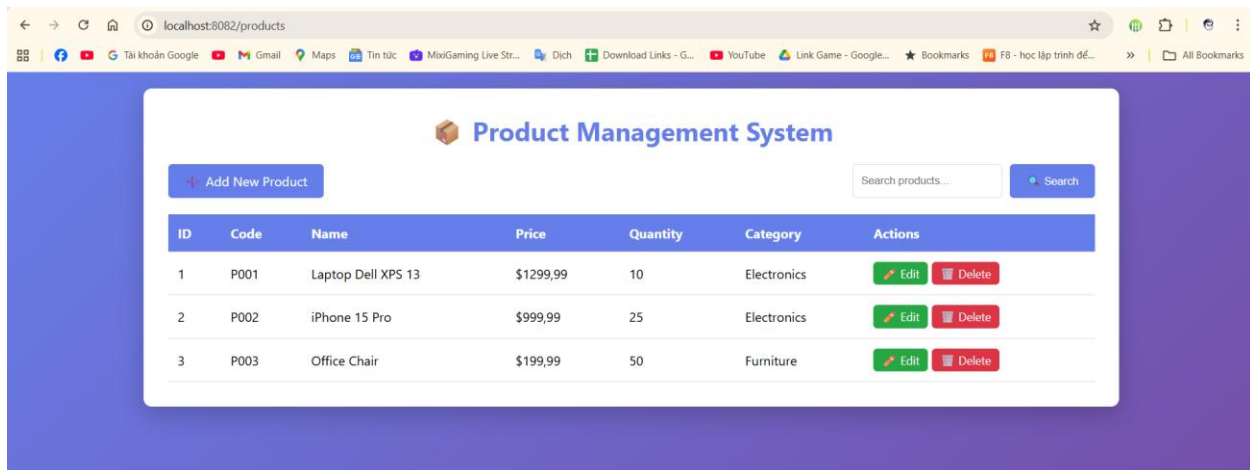 localhost:8082/products
Tài khoản Google Gmail Maps Tin tức MixiGaming Live Str... Dịch Download Links - G... YouTube Link Game - Google... Bookmarks F8 F8 - học lập trình để... » All Bookmarks
Product Management System
Add New Product Search products... Search
ID Code Name Price Quantity Category Actions
1 P001 Laptop Dell XPS 13 $1299,99 10 Electronics Edit Delete
2 P002 iPhone 15 Pro $999,99 25 Electronics Edit Delete
3 P003 Office Chair $199,99 50 Furniture Edit Delete